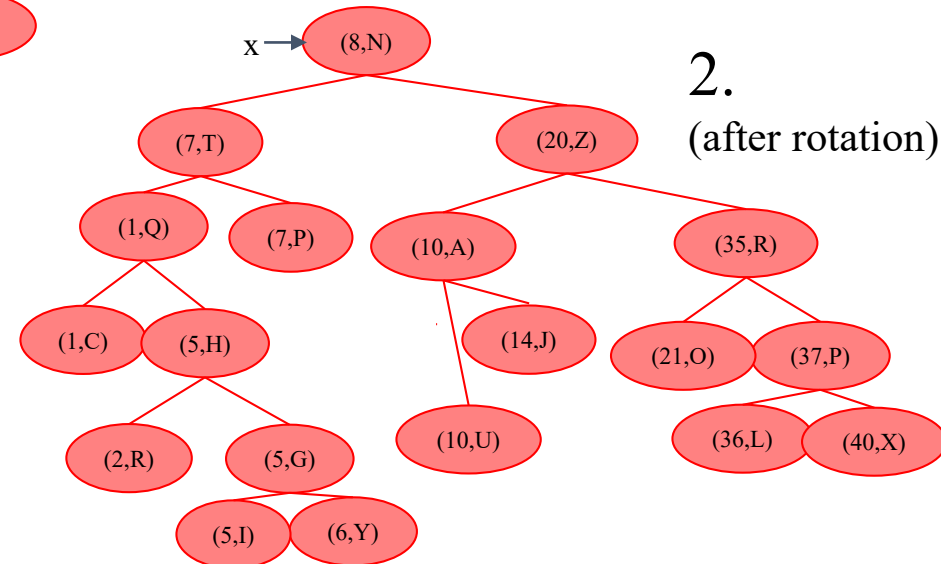 x
(8,N)
2.
(after rotation)
(7,T)
(20,Z)
(1,Q)
(7,P)
(10,A)
(35,R)
(1,C)
(5,H)
(14,J)
(21,O)
(37,P)
(2,R)
(5,G)
(10,U)
(36,L)
(40,X)
(5,I)
(6,Y)